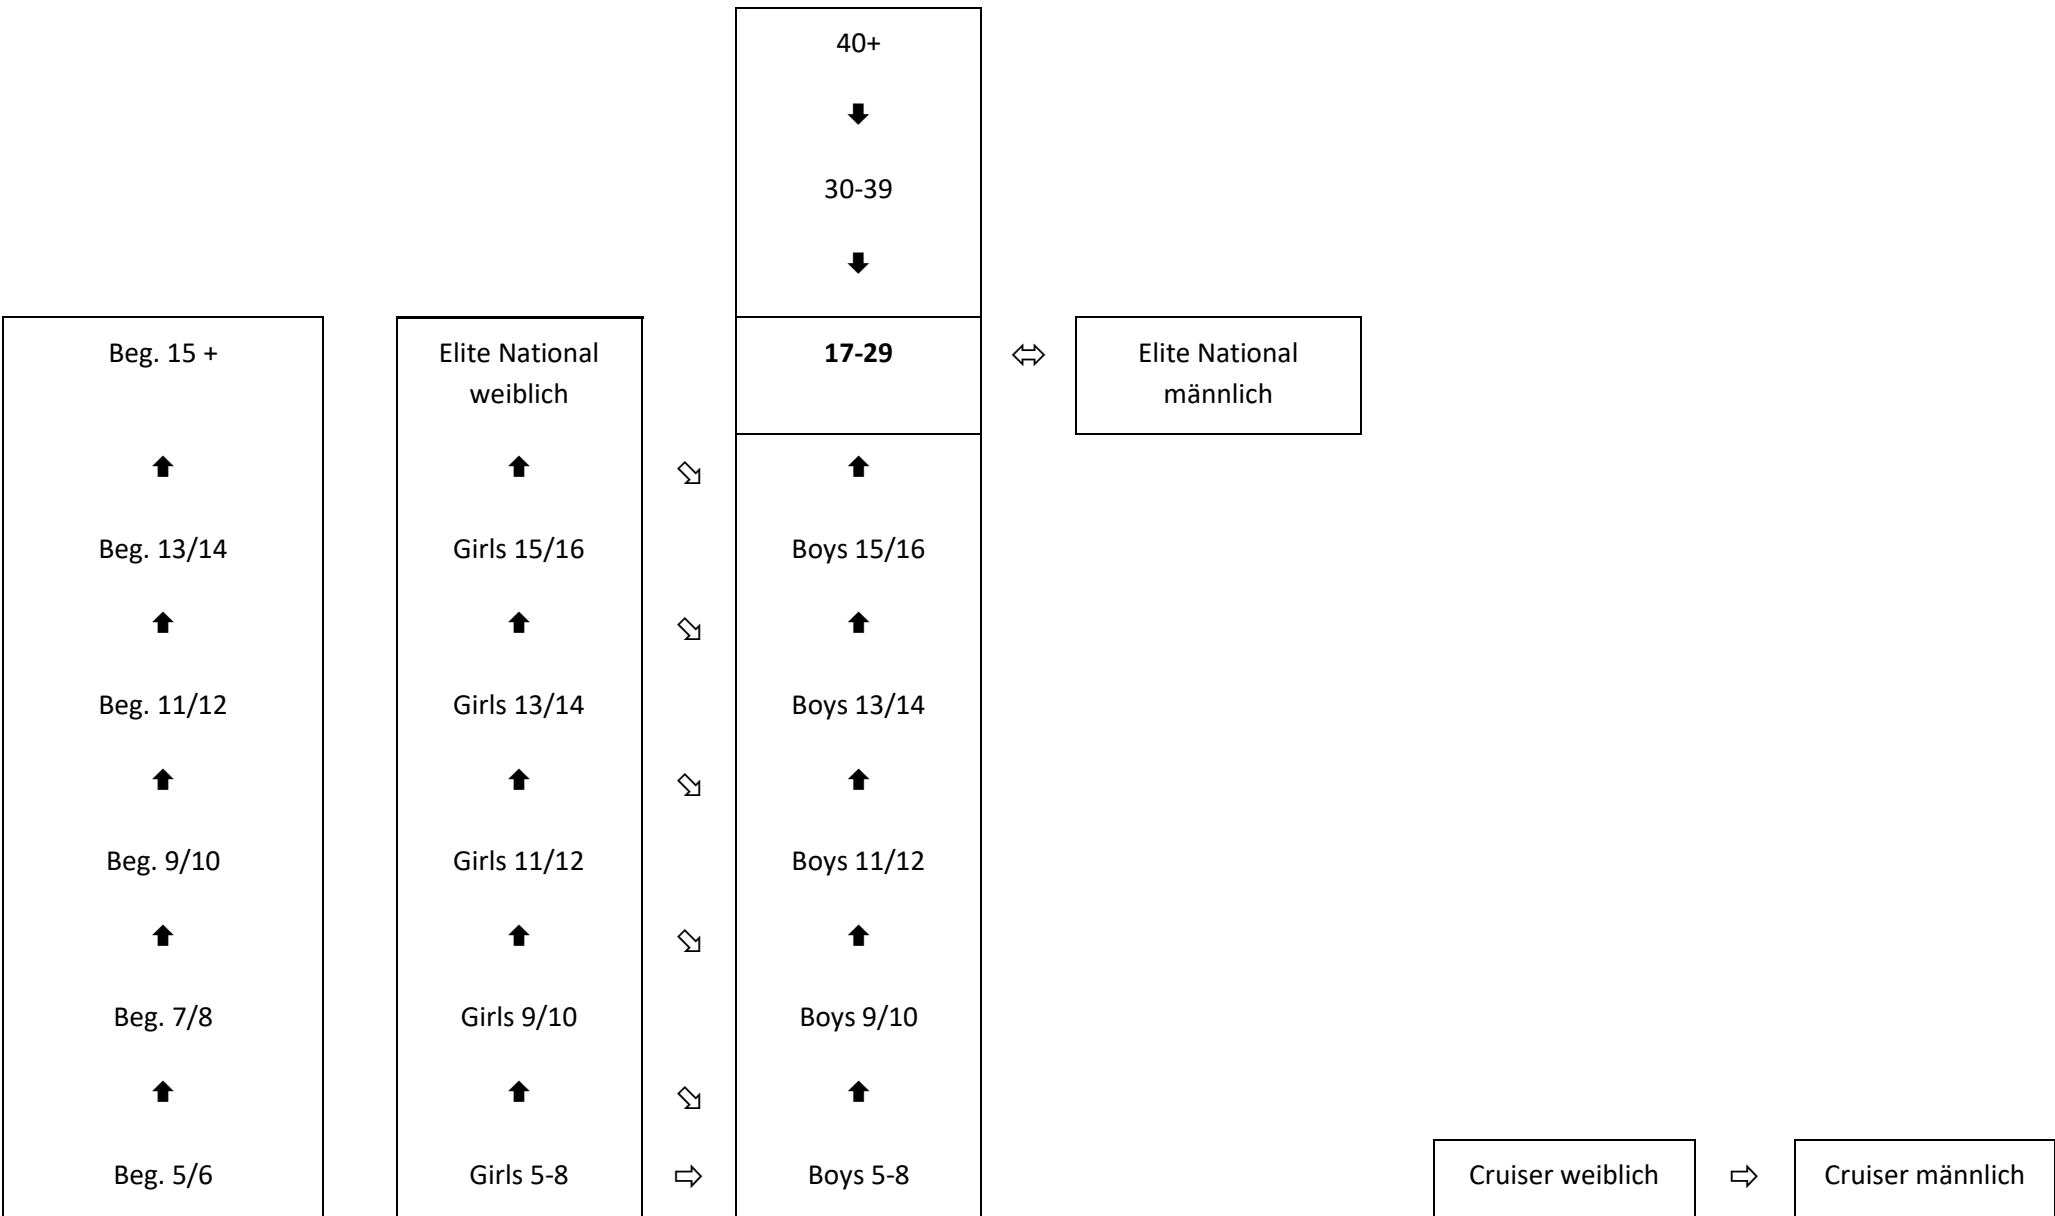 40+
30-39
Beg. 15 +
Elite National
weiblich
17-29
Elite National
männlich
Beg. 13/14
Girls 15/16
Boys 15/16
Beg. 11/12
Girls 13/14
Boys 13/14
Beg. 9/10
Girls 11/12
Boys 11/12
Beg. 7/8
Girls 9/10
Boys 9/10
Beg. 5/6
Girls 5-8
Boys 5-8
Cruiser weiblich
Cruiser männlich